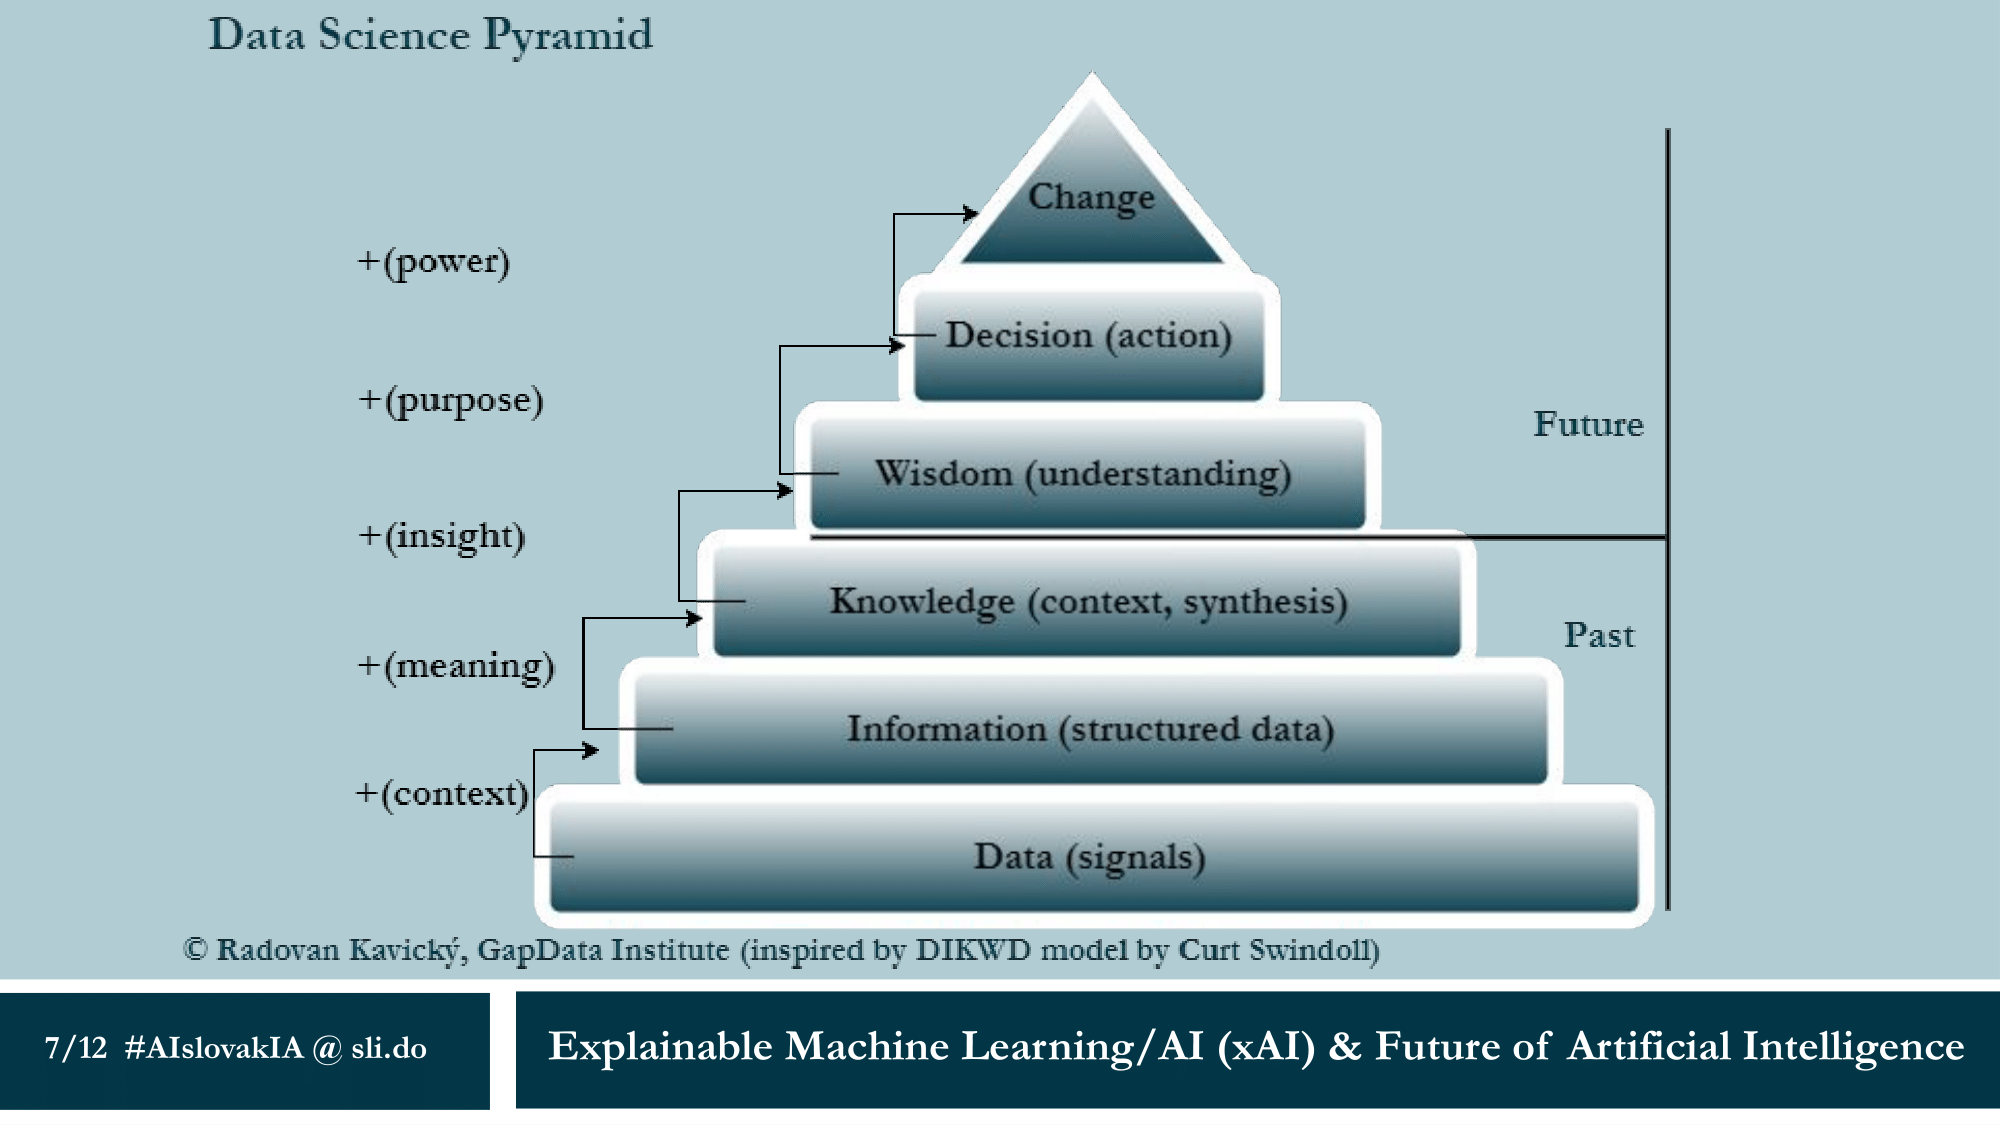 Data Science Pyramid
Change
+(power)
Decision (action)
+(purpose)
Future
Wisdom (understanding)
+(insight)
Knowledge (context, synthesis)
Past
+(meaning)
Information (structured data)
+(context)
Data (signals)
© Radovan Kavický, GapData Institute (inspired by DIKWD model by Curt Swindoll)
7/12 #AIslovakIA @ sli.do
Explainable Machine Learning/AI (xAI) & Future of Artificial Intelligence